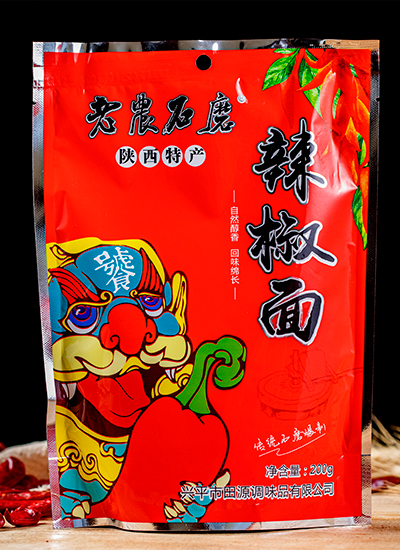 老農石磨
陕西特产
辣椒面
自然醇香 回味绵长
饕
传统石磨爆制
净含量：200g
兴平市田源调味品有限公司